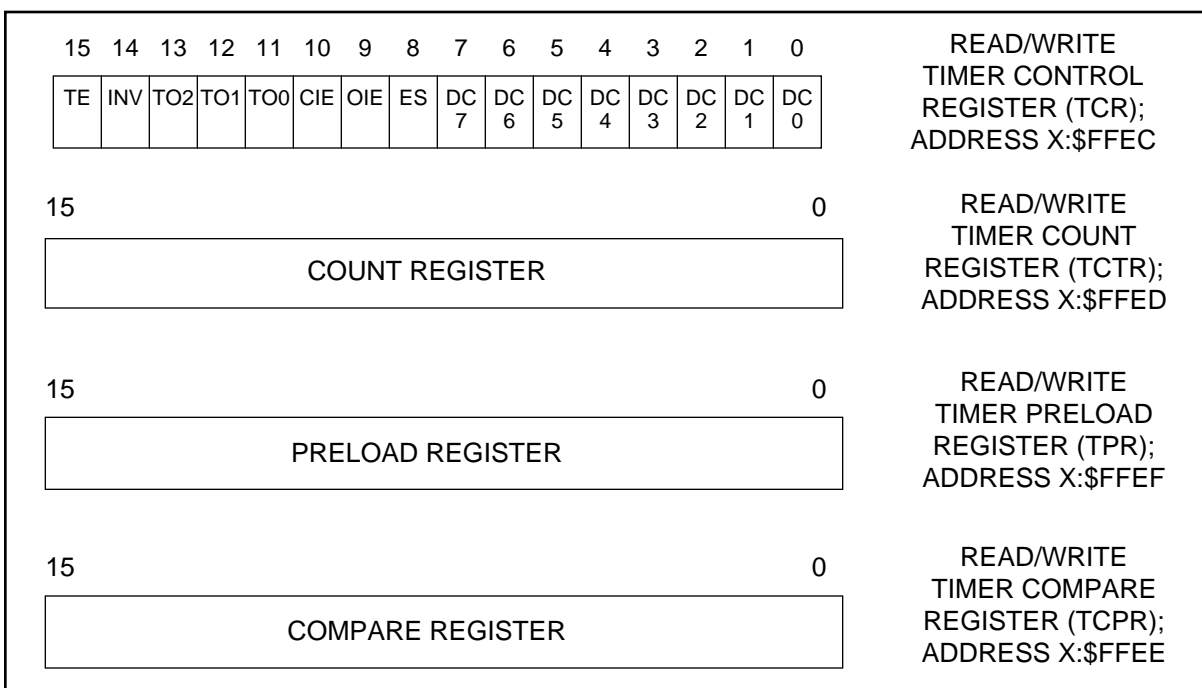 15 14 13 12 11 10 9 8 7 6 5 4 3 2 1 0
TE INV TO2 TO1 TO0 CIE OIE ES DC DC DC DC DC DC DC DC
7 6 5 4 3 2 1 0
READ/WRITE
TIMER CONTROL
REGISTER (TCR);
ADDRESS X:$FFEC
15 0
COUNT REGISTER
READ/WRITE
TIMER COUNT
REGISTER (TCTR);
ADDRESS X:$FFED
15 0
PRELOAD REGISTER
READ/WRITE
TIMER PRELOAD
REGISTER (TPR);
ADDRESS X:$FFEF
15 0
COMPARE REGISTER
READ/WRITE
TIMER COMPARE
REGISTER (TCPR);
ADDRESS X:$FFEE